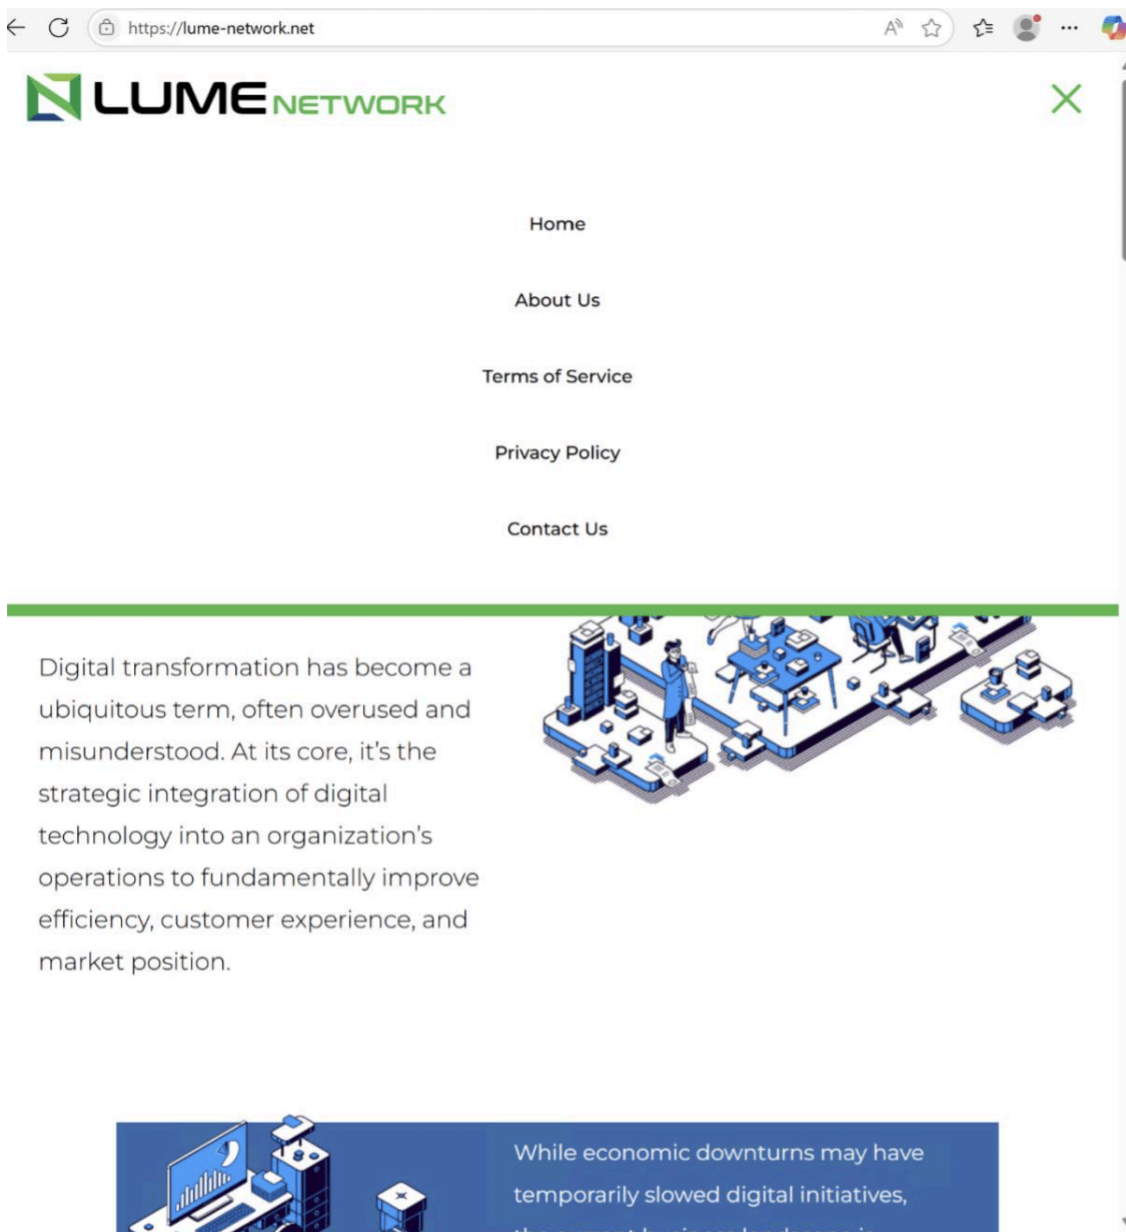 https://lume-network.net
LUME NETWORK
Home
About Us
Terms of Service
Privacy Policy
Contact Us
Digital transformation has become a
ubiquitous term, often overused and
misunderstood. At its core, it’s the
strategic integration of digital
technology into an organization’s
operations to fundamentally improve
efficiency, customer experience, and
market position.
While economic downturns may have
temporarily slowed digital initiatives,